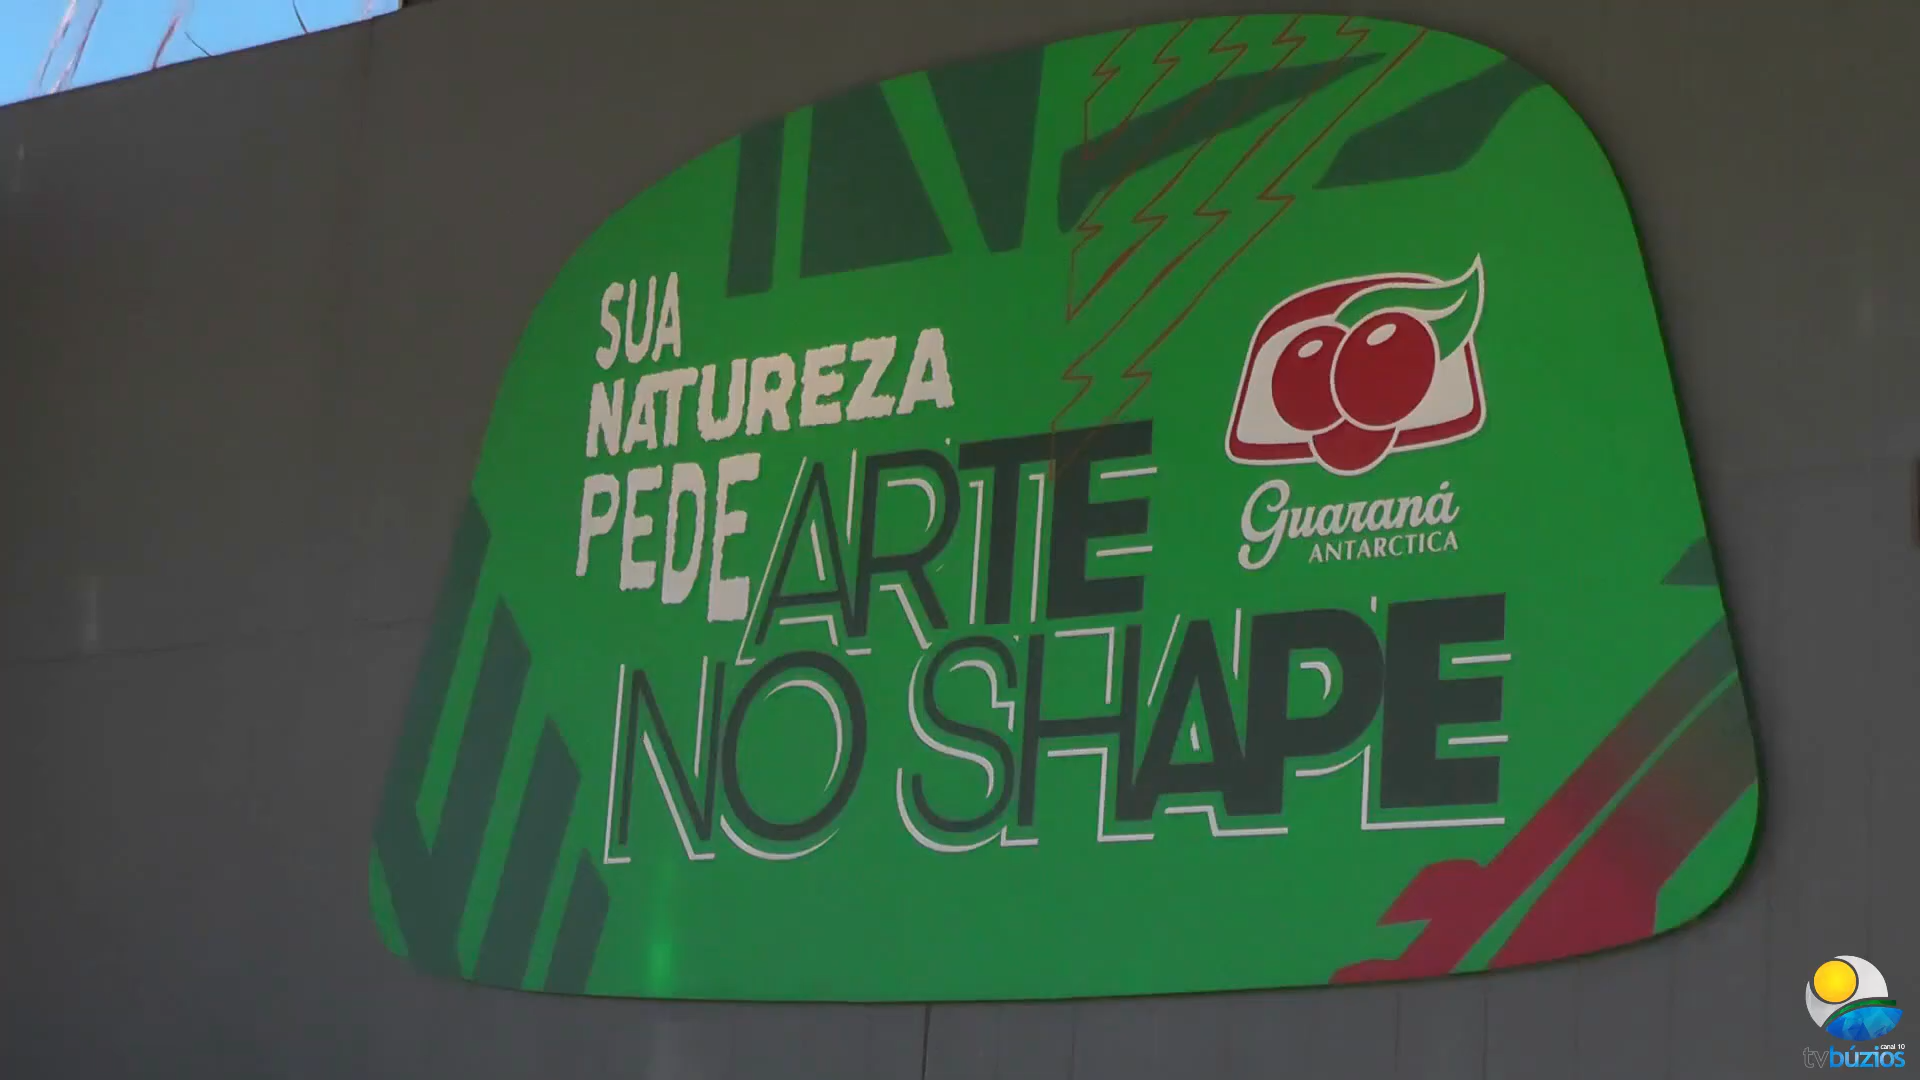 SUA
NATUREZA
PEDE ARTE
NO SHAPE
Guaraná
ANTARCTICA
canal 10
tvbúzios